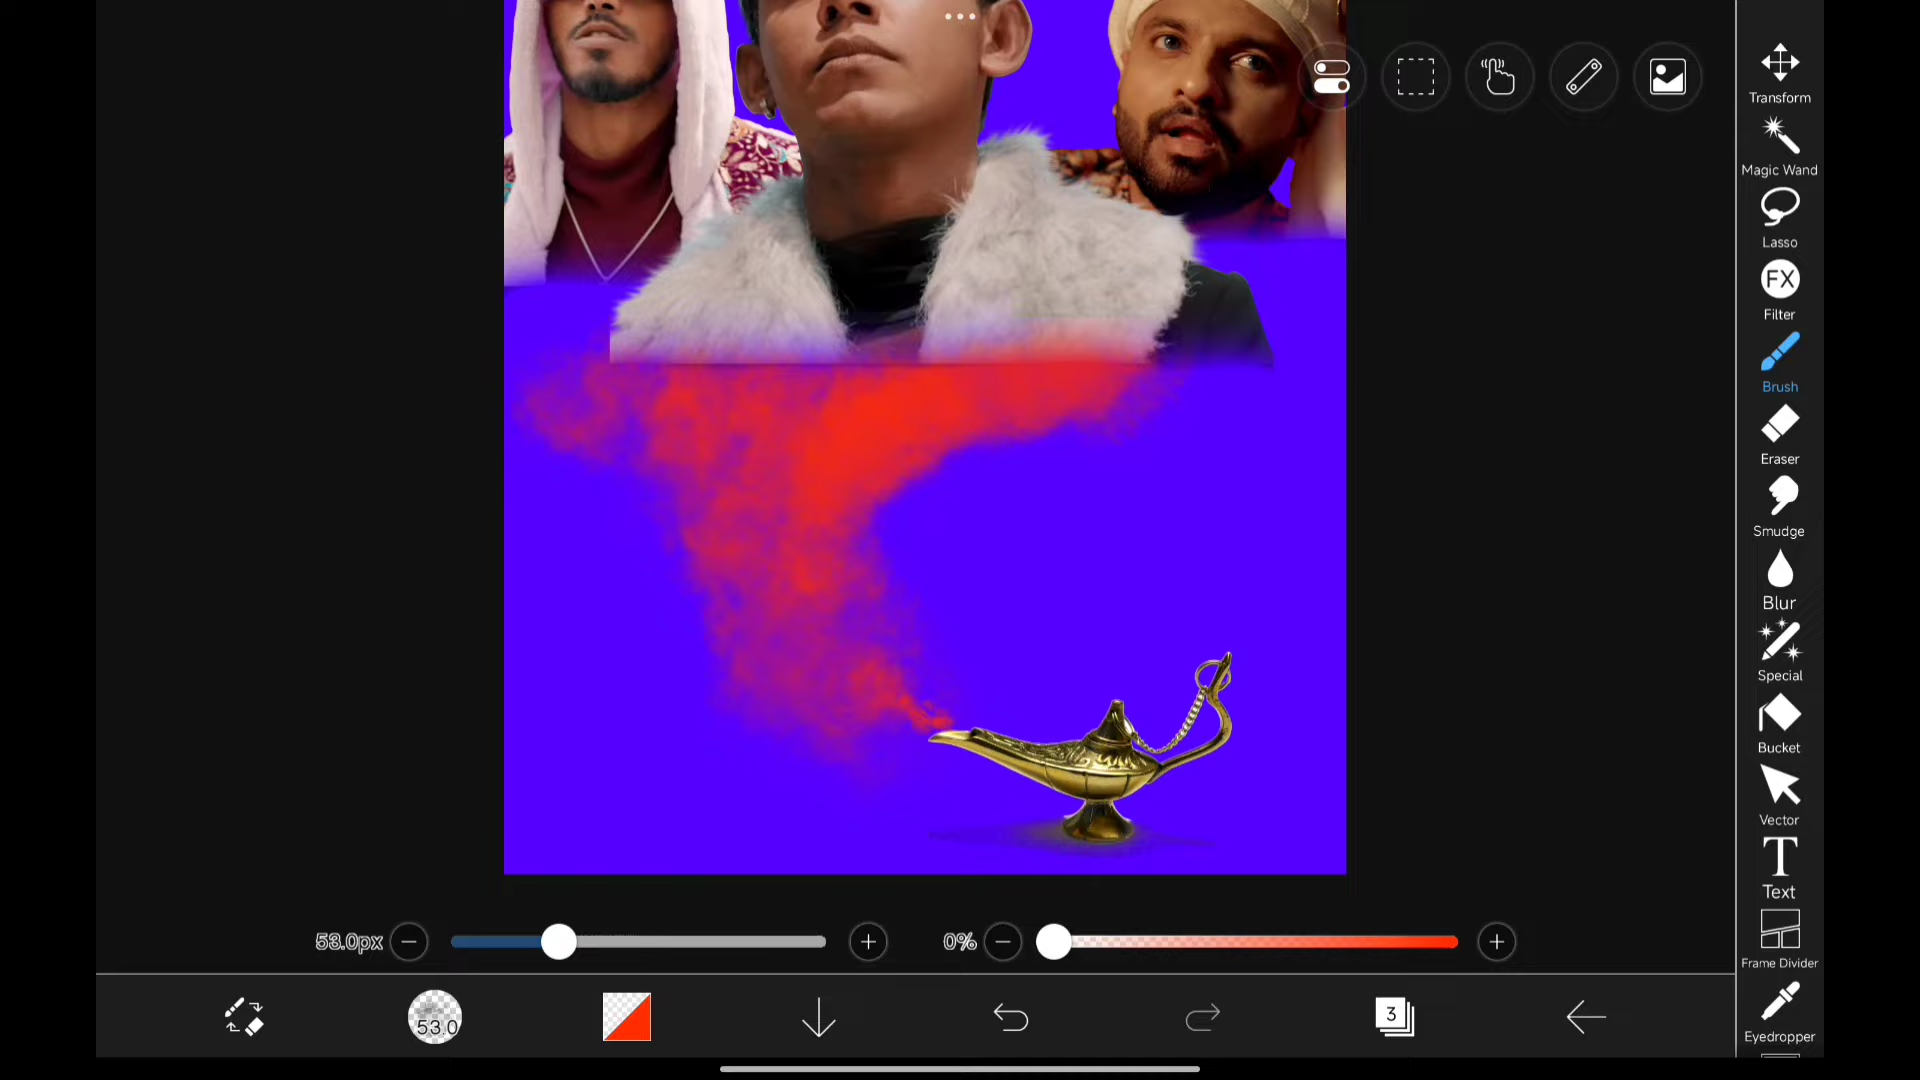 Transform
Magic Wand
Lasso
FX
Filter
Brush
Eraser
Smudge
Blur
Special
Bucket
Vector
T
Text
Frame Divider
Eyedropper
53.0px
0%
53.0
3